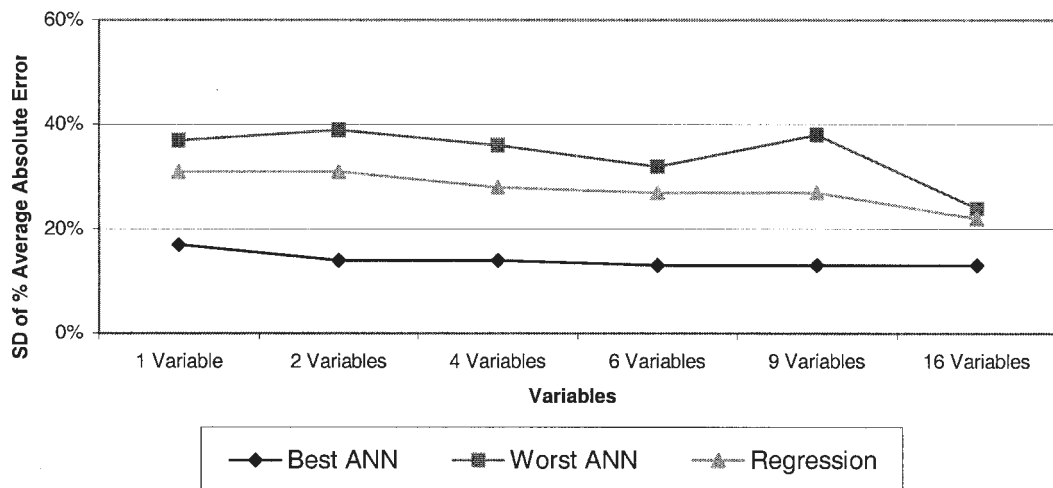 SD of % Average Absolute Error
60%
40%
20%
0%
1 Variable
2 Variables
4 Variables
6 Variables
9 Variables
16 Variables
Variables
Best ANN
Worst ANN
Regression